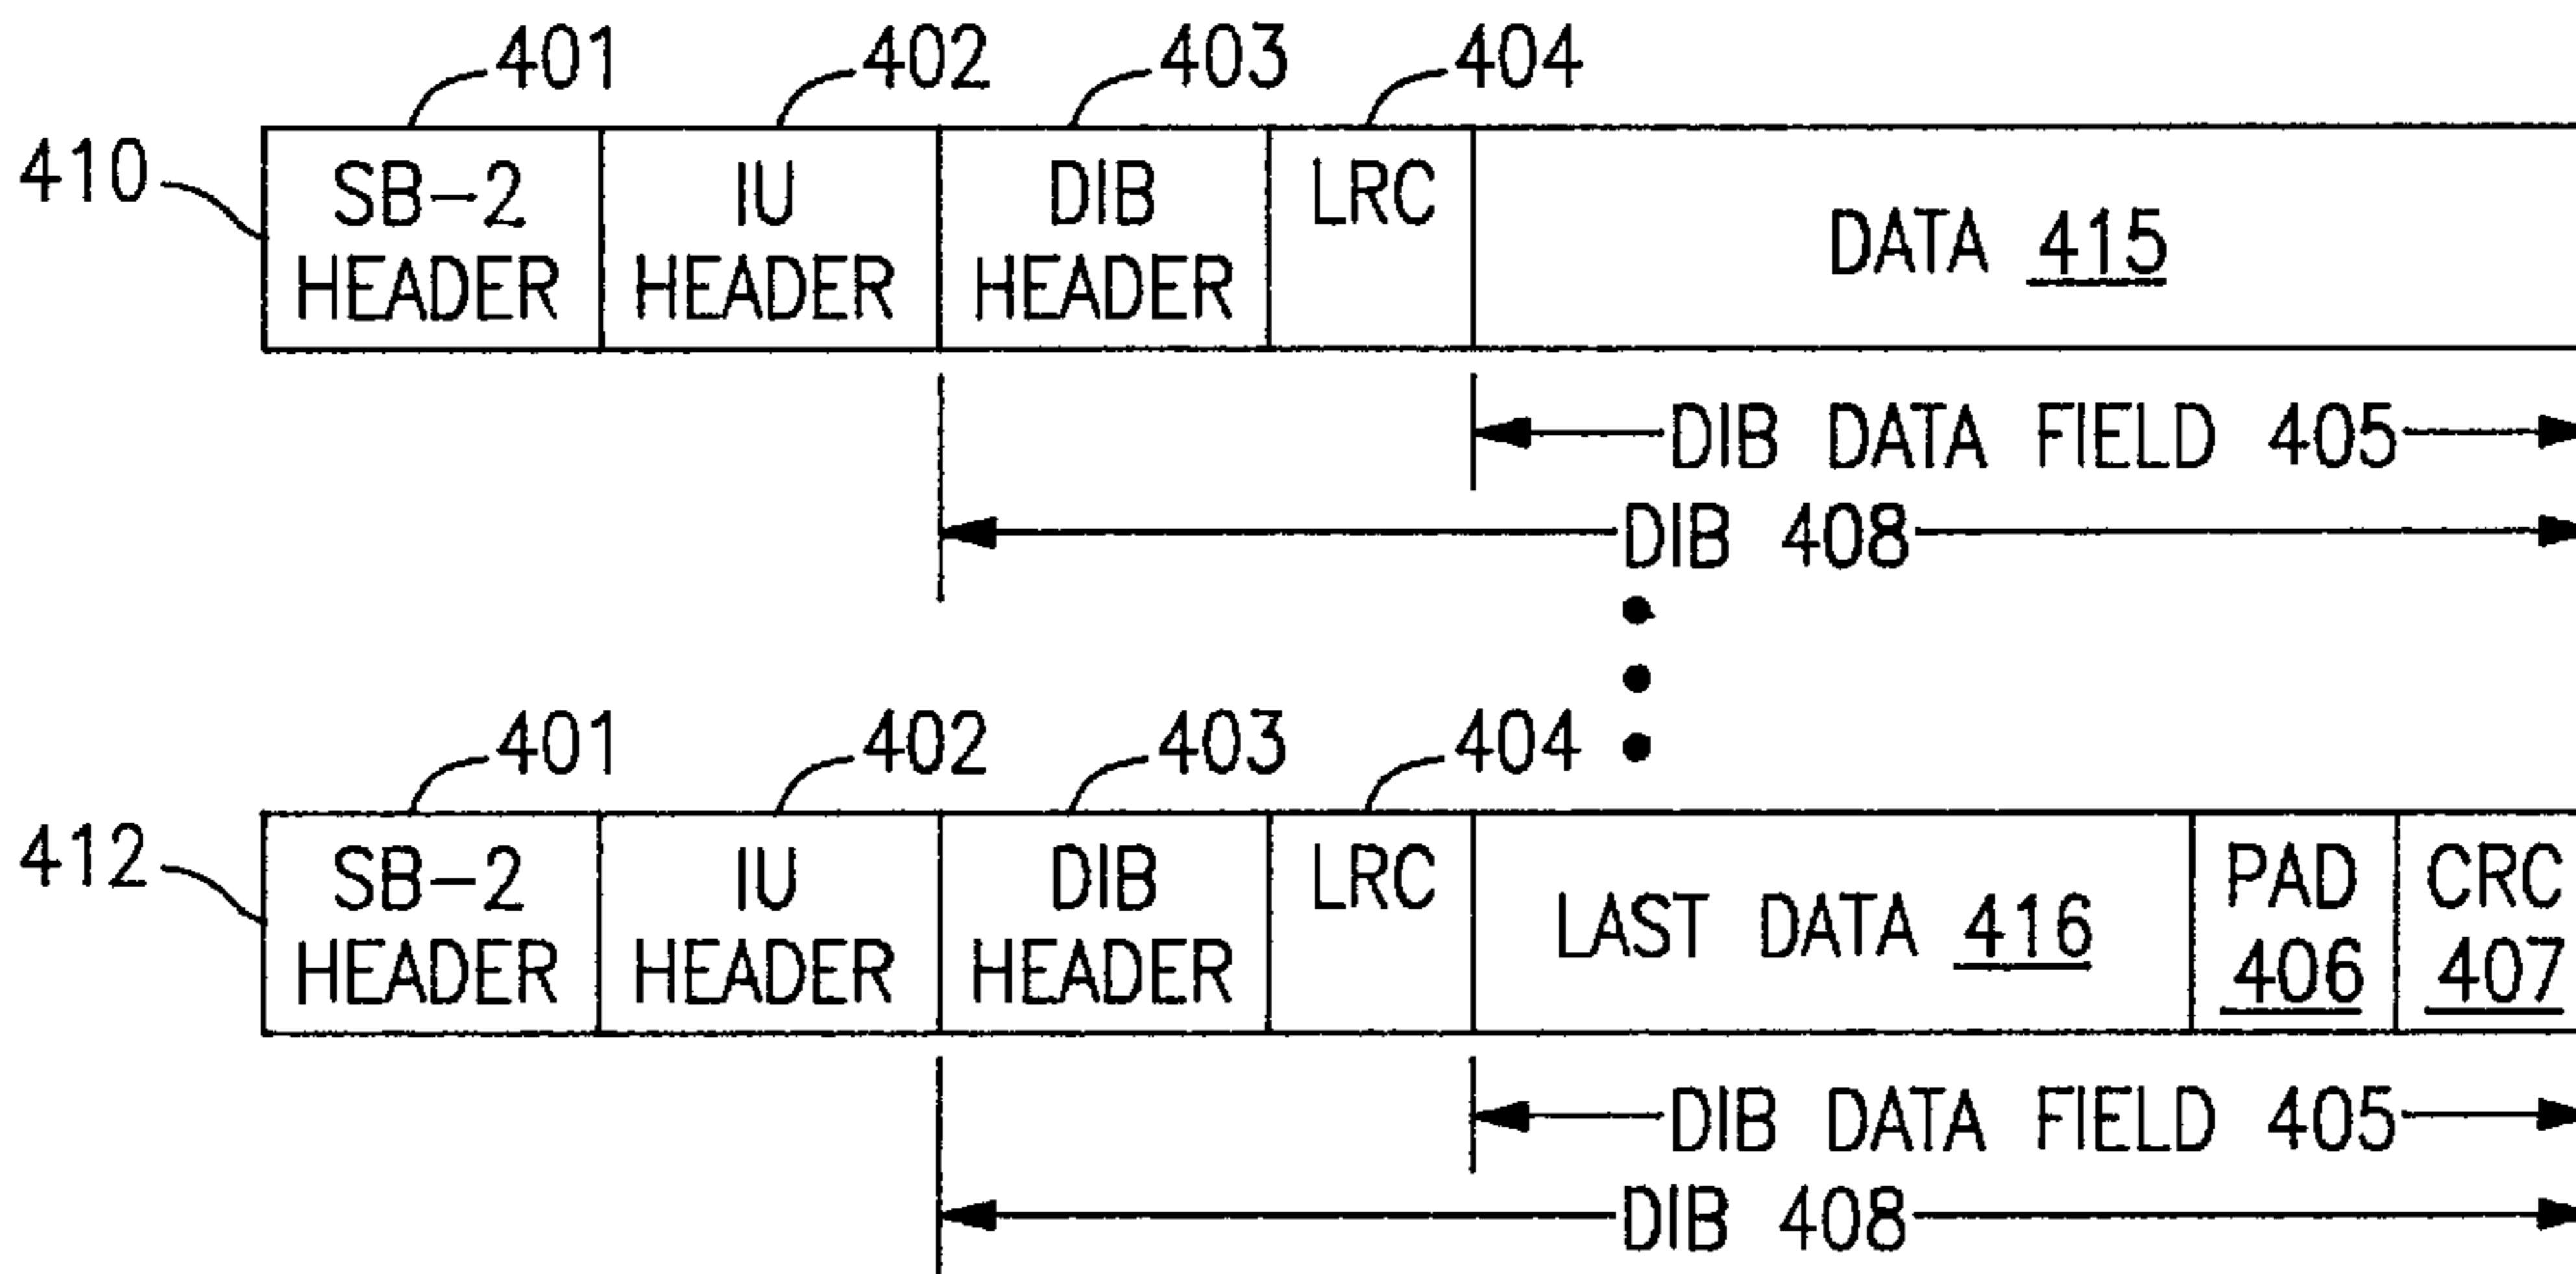 401 402 403 404
410 SB-2 HEADER IU HEADER DIB HEADER LRC DATA 415
DIB DATA FIELD 405
DIB 408
401 402 403 404
412 SB-2 HEADER IU HEADER DIB HEADER LRC LAST DATA 416 PAD 406 CRC 407
DIB DATA FIELD 405
DIB 408